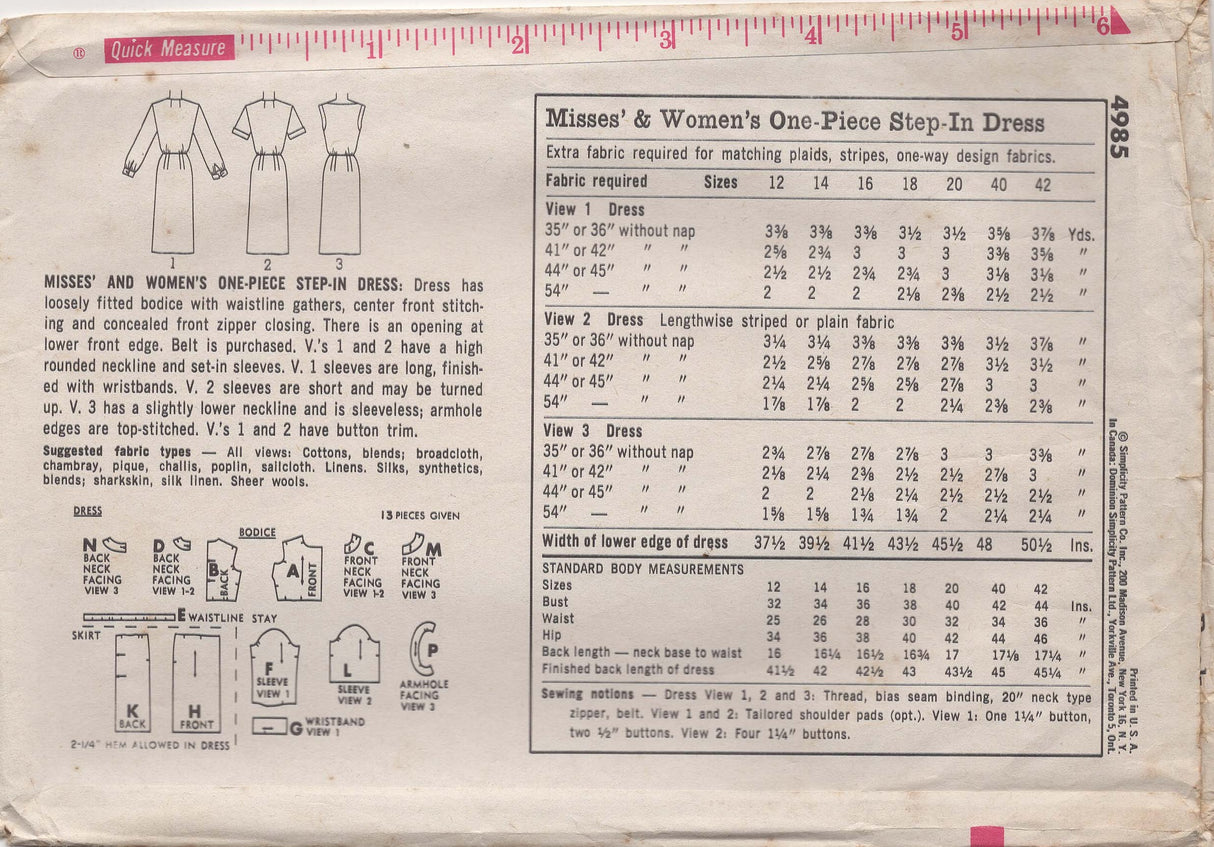 ® Quick Measure 1 2 3 4 5 6
1 2 3
MISSES' AND WOMEN'S ONE-PIECE STEP-IN DRESS: Dress has
loosely fitted bodice with waistline gathers, center front stitch-
ing and concealed front zipper closing. There is an opening at
lower front edge. Belt is purchased. V.'s 1 and 2 have a high
rounded neckline and set-in sleeves. V. 1 sleeves are long, finish-
ed with wristbands. V. 2 sleeves are short and may be turned
up. V. 3 has a slightly lower neckline and is sleeveless; armhole
edges are top-stitched. V.'s 1 and 2 have button trim.
Suggested fabric types — All views: Cottons, blends; broadcloth,
chambray, pique, challis, poplin, sailcloth. Linens. Silks, synthetics,
blends; sharkskin, silk linen. Sheer wools.
DRESS
13 PIECES GIVEN
BODICE
N BACK NECK FACING VIEW 3
D BACK NECK FACING VIEW 1-2
B BACK
A FRONT
C FRONT NECK FACING VIEW 1-2
M FRONT NECK FACING VIEW 3
E WAISTLINE STAY
SKIRT
K BACK
H FRONT
F SLEEVE VIEW 1
L SLEEVE VIEW 2
P ARMHOLE FACING VIEW 3
G WRISTBAND VIEW 1
2-1/4" HEM ALLOWED IN DRESS
Misses' & Women's One-Piece Step-In Dress
Extra fabric required for matching plaids, stripes, one-way design fabrics.
Fabric required Sizes 12 14 16 18 20 40 42
View 1 Dress
35" or 36" without nap 3⅜ 3⅜ 3⅜ 3½ 3½ 3⅝ 3⅞ Yds.
41" or 42" " " 2⅝ 2¾ 3 3 3 3⅜ 3⅝ "
44" or 45" " " 2½ 2½ 2¾ 2¾ 3 3⅛ 3⅛ "
54" — " " 2 2 2 2⅛ 2⅜ 2½ 2½ "
View 2 Dress Lengthwise striped or plain fabric
35" or 36" without nap 3¼ 3¼ 3⅜ 3⅜ 3⅜ 3½ 3⅞ "
41" or 42" " " 2½ 2⅝ 2⅞ 2⅞ 2⅞ 3½ 3½ "
44" or 45" " " 2¼ 2¼ 2⅝ 2⅝ 2⅞ 3 3 "
54" — " " 1⅞ 1⅞ 2 2 2¼ 2⅜ 2⅜ "
View 3 Dress
35" or 36" without nap 2¾ 2⅞ 2⅞ 2⅞ 3 3 3⅜ "
41" or 42" " " 2⅛ 2¼ 2⅜ 2½ 2½ 2⅞ 3 "
44" or 45" " " 2 2 2⅛ 2¼ 2½ 2½ 2½ "
54" — " " 1⅝ 1⅝ 1¾ 1¾ 2 2¼ 2¼ "
Width of lower edge of dress 37½ 39½ 41½ 43½ 45½ 48 50½ Ins.
STANDARD BODY MEASUREMENTS
Sizes 12 14 16 18 20 40 42
Bust 32 34 36 38 40 42 44 Ins.
Waist 25 26 28 30 32 34 36 "
Hip 34 36 38 40 42 44 46 "
Back length — neck base to waist 16 16¼ 16½ 16¾ 17 17⅛ 17¼ "
Finished back length of dress 41½ 42 42½ 43 43½ 45 45¼ "
Sewing notions — Dress View 1, 2 and 3: Thread, bias seam binding, 20" neck type
zipper, belt. View 1 and 2: Tailored shoulder pads (opt.). View 1: One 1¼" button,
two ½" buttons. View 2: Four 1¼" buttons.
4985
© Simplicity Pattern Co. Inc., 200 Madison Avenue, New York 16, N. Y.
In Canada: Dominion Simplicity Pattern Ltd., Yorkville Ave., Toronto 5, Ont.
Printed in U. S. A.